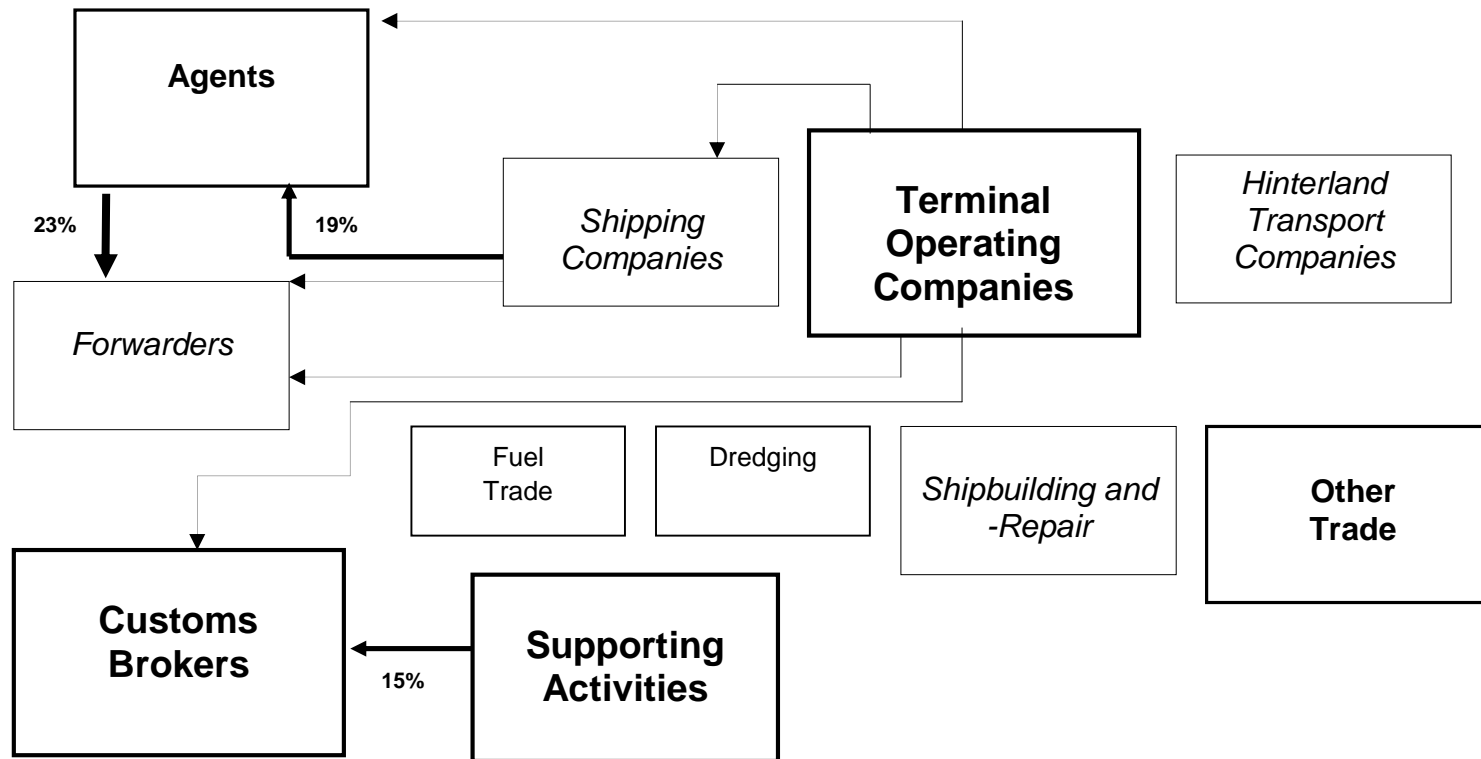 Agents
23%
19%
Shipping
Companies
Terminal
Operating
Companies
Hinterland
Transport
Companies
Forwarders
Fuel
Trade
Dredging
Shipbuilding and
-Repair
Other
Trade
Customs
Brokers
15%
Supporting
Activities